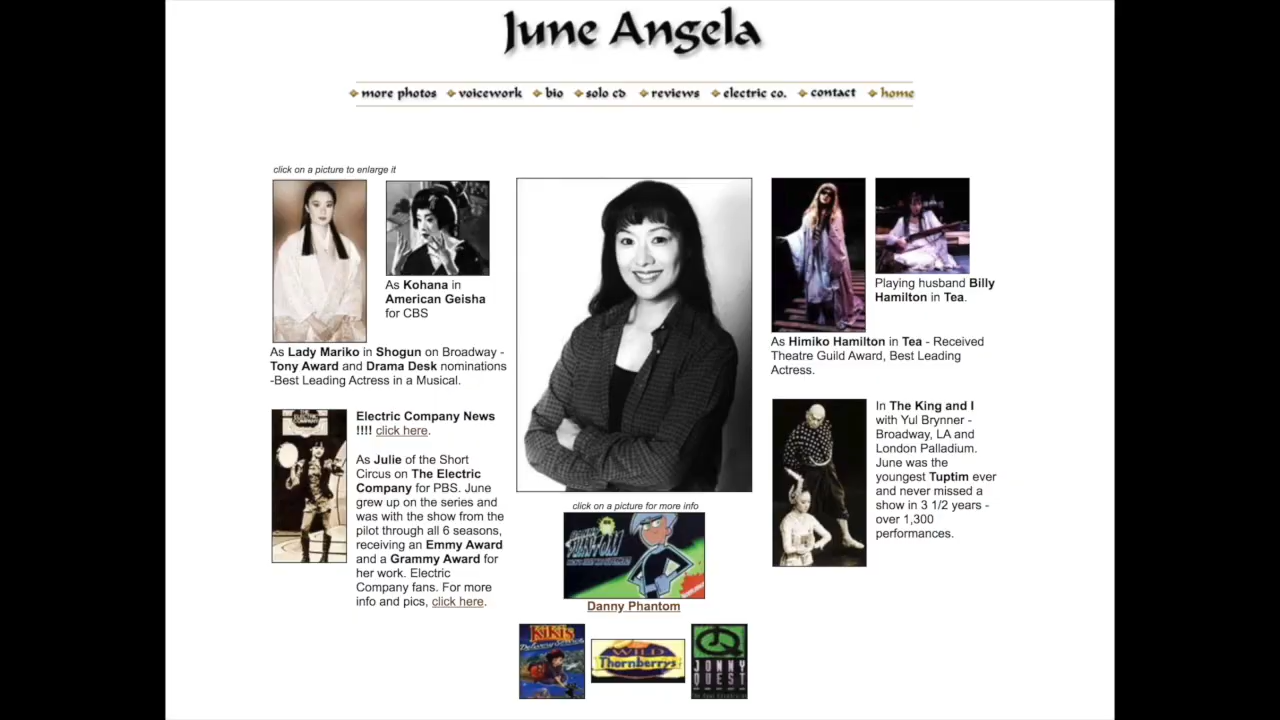 June Angela
more photos voicework bio solo cd reviews electric co. contact home
click on a picture to enlarge it
As Kohana in
American Geisha
for CBS
As Lady Mariko in Shogun on Broadway -
Tony Award and Drama Desk nominations
-Best Leading Actress in a Musical.
Electric Company News
!!!! click here.
As Julie of the Short
Circus on The Electric
Company for PBS. June
grew up on the series and
was with the show from the
pilot through all 6 seasons,
receiving an Emmy Award
and a Grammy Award for
her work. Electric
Company fans. For more
info and pics, click here.
click on a picture for more info
PHANTOM
Danny Phantom
KIKI'S
Delivery Service
WILD
Thornberrys
JONNY
QUEST
Playing husband Billy
Hamilton in Tea.
As Himiko Hamilton in Tea - Received
Theatre Guild Award, Best Leading
Actress.
In The King and I
with Yul Brynner -
Broadway, LA and
London Palladium.
June was the
youngest Tuptim ever
and never missed a
show in 3 1/2 years -
over 1,300
performances.